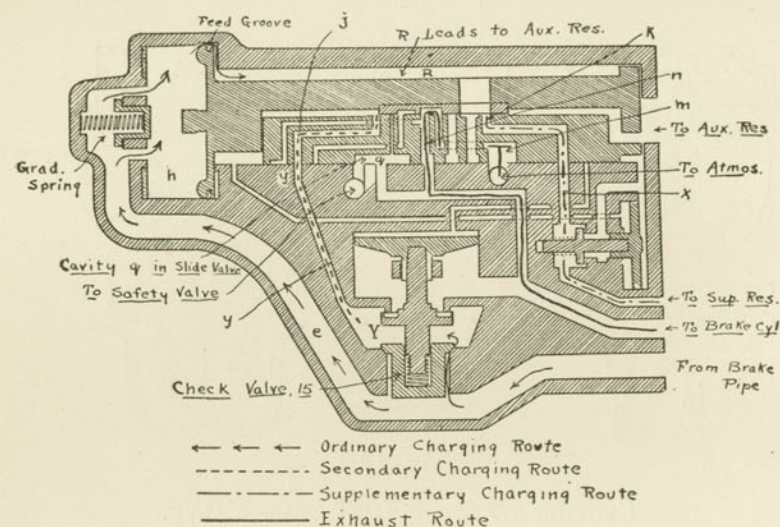 Feed Groove
j
R Leads to Aux. Res.
K
R
n
m
To Aux. Res
Grad.
Spring
h
y
q
To Atmos.
X
Cavity q in Slide Valve
To Safety Valve
To Sup. Res.
y
e
Y
To Brake Cyl
From Brake
Pipe
Check Valve, 15
Ordinary Charging Route
Secondary Charging Route
Supplementary Charging Route
Exhaust Route